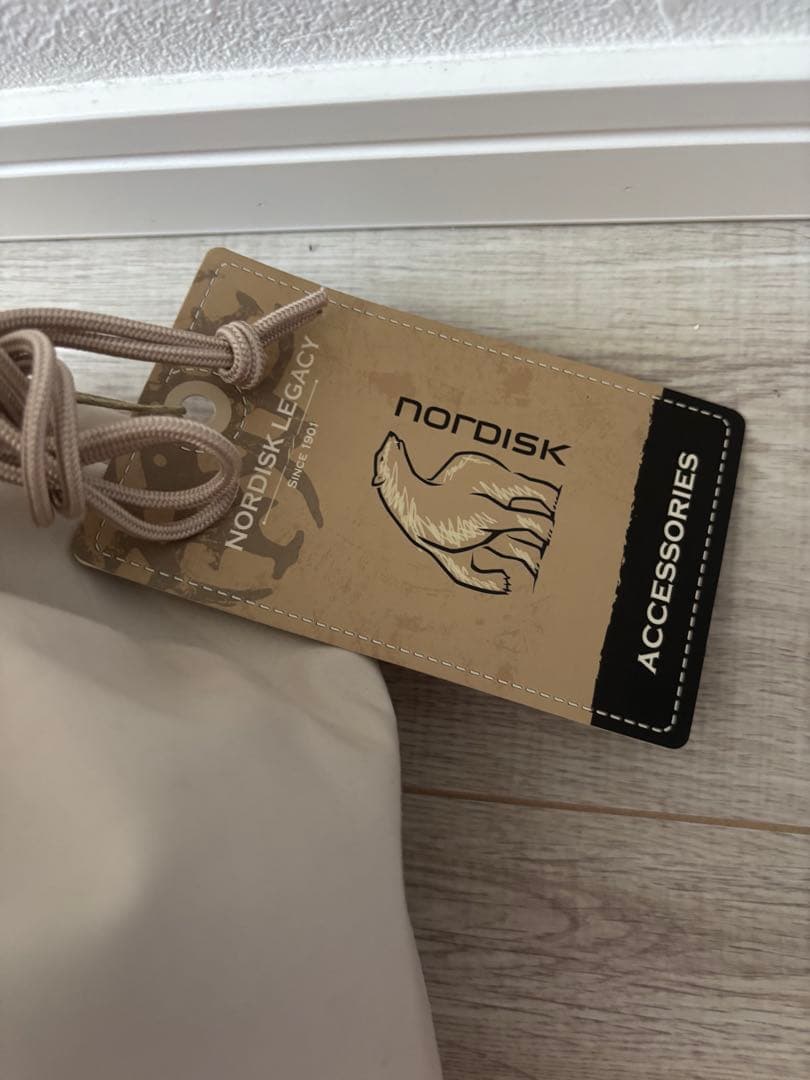 NORDISK LEGACY
SINCE 1901
NORDISK
ACCESSORIES